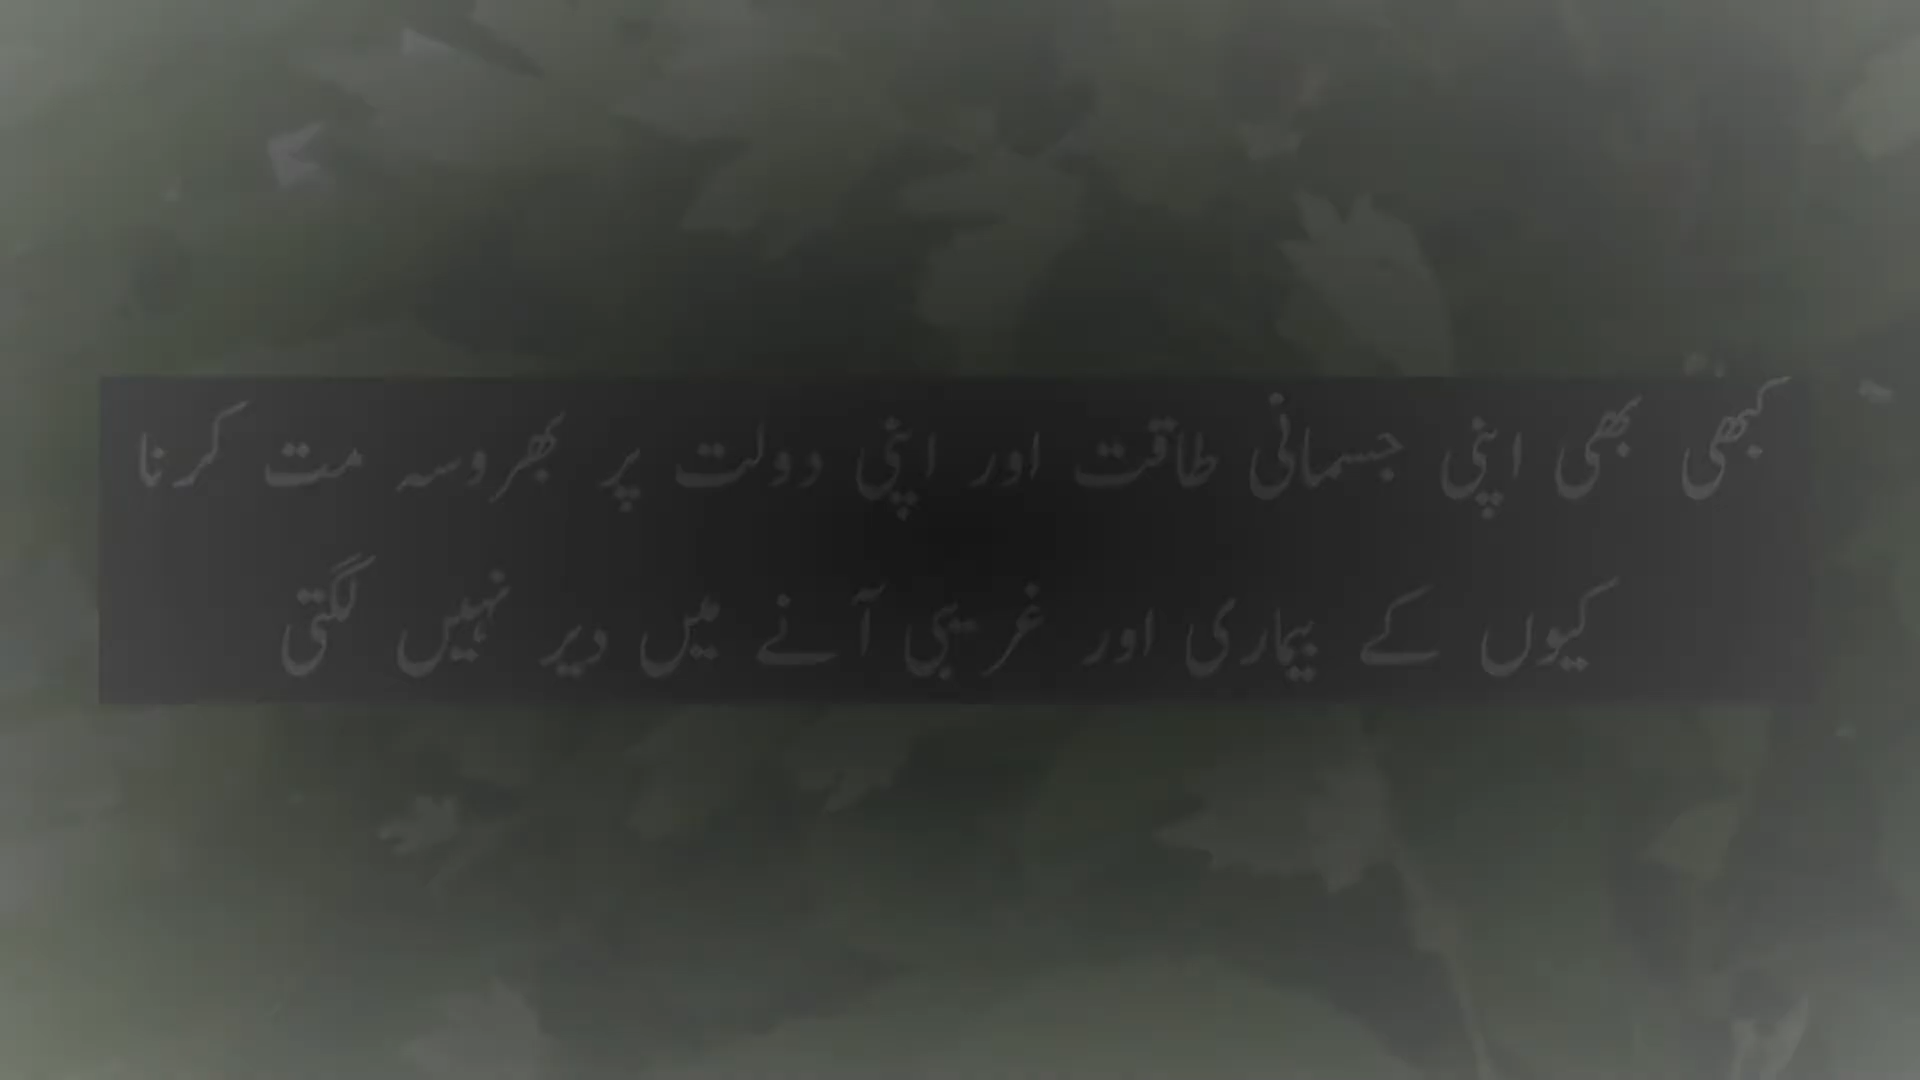 کبھی بھی اپنی جسمانی طاقت اور اپنی دولت پر بھروسہ مت کرنا
کیوں کے بیماری اور غریبی آنے میں دیر نہیں لگتی